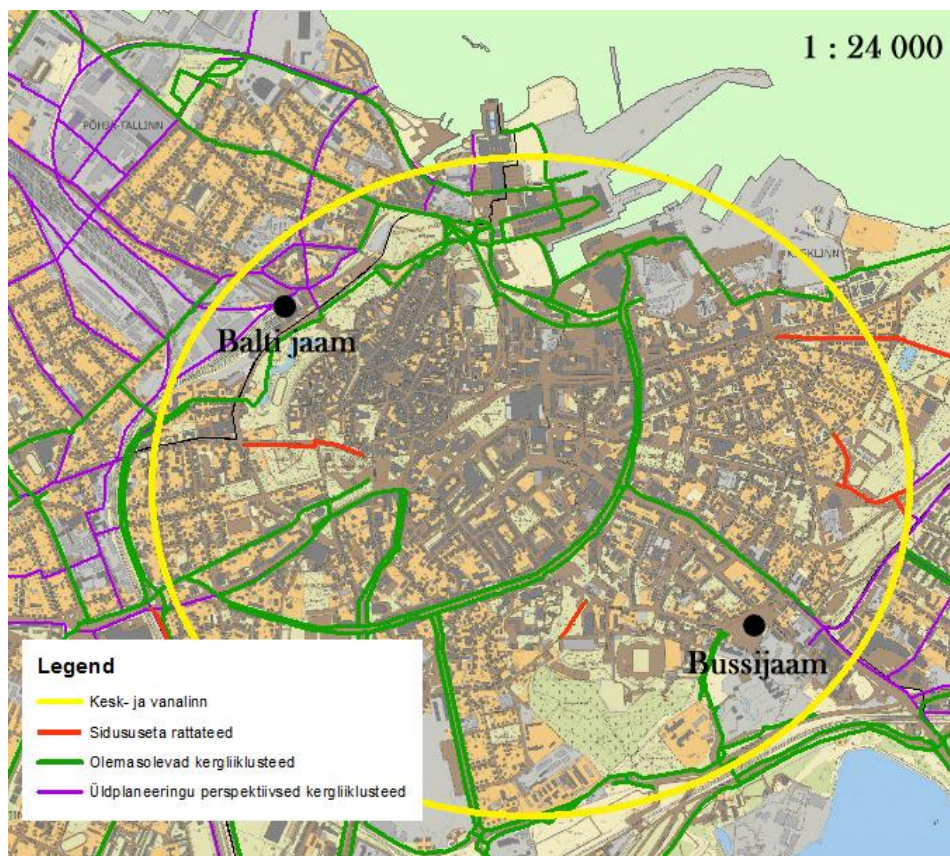 1 : 24 000
PÕHJA-TALLINN
KESKLINN
Balti jaam
Bussijaam
Legend
Kesk- ja vanalinn
Sidususeta rattateed
Olemasolevad kergliiklusteed
Üldplaneeringu perspektiivsed kergliiklusteed